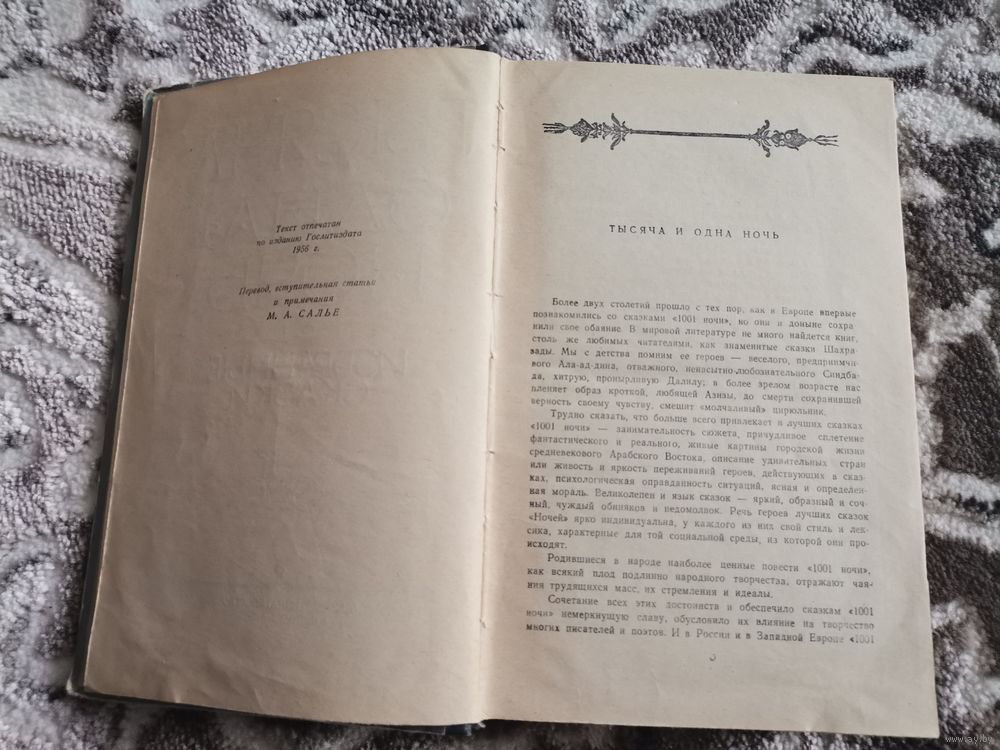 Текст отпечатан
по изданию Гослитиздата
1956 г.
Перевод, вступительная статья
и примечания
М. А. САЛЬЕ
ТЫСЯЧА И ОДНА НОЧЬ
Более двух столетий прошло с тех пор, как в Европе впервые
познакомились со сказками «1001 ночи», но они и доныне сохра-
нили свое обаяние. В мировой литературе не много найдется книг,
столь же любимых читателями, как знаменитые сказки Шахра-
зады. Мы с детства помним ее героев — веселого, предприимчи-
вого Ала-ад-дина, отважного, ненасытно-любознательного Синдба-
да, хитрую, пронырливую Далилу; в более зрелом возрасте нас
пленяет образ кроткой, любящей Азизы, до смерти сохранившей
верность своему чувству, смешит «молчаливый» цирюльник.
Трудно сказать, что больше всего привлекает в лучших сказках
«1001 ночи» — занимательность сюжета, причудливое сплетение
фантастического и реального, живые картины городской жизни
средневекового Арабского Востока, описание удивительных стран
или живость и яркость переживаний героев, действующих в сказ-
ках, психологическая оправданность ситуаций, ясная и определен-
ная мораль. Великолепен и язык сказок — яркий, образный и соч-
ный, чуждый обиняков и недомолвок. Речь героев лучших сказок
«Ночей» ярко индивидуальна, у каждого из них свой стиль и лек-
сика, характерные для той социальной среды, из которой они про-
исходят.
Родившиеся в народе наиболее ценные повести «1001 ночи»,
как всякий плод подлинно народного творчества, отражают чая-
ния трудящихся масс, их стремления и идеалы.
Сочетание всех этих достоинств и обеспечило сказкам «1001
ночи» немеркнущую славу, обусловило их влияние на творчество
многих писателей и поэтов. И в России и в Западной Европе «1001
www.ay.by